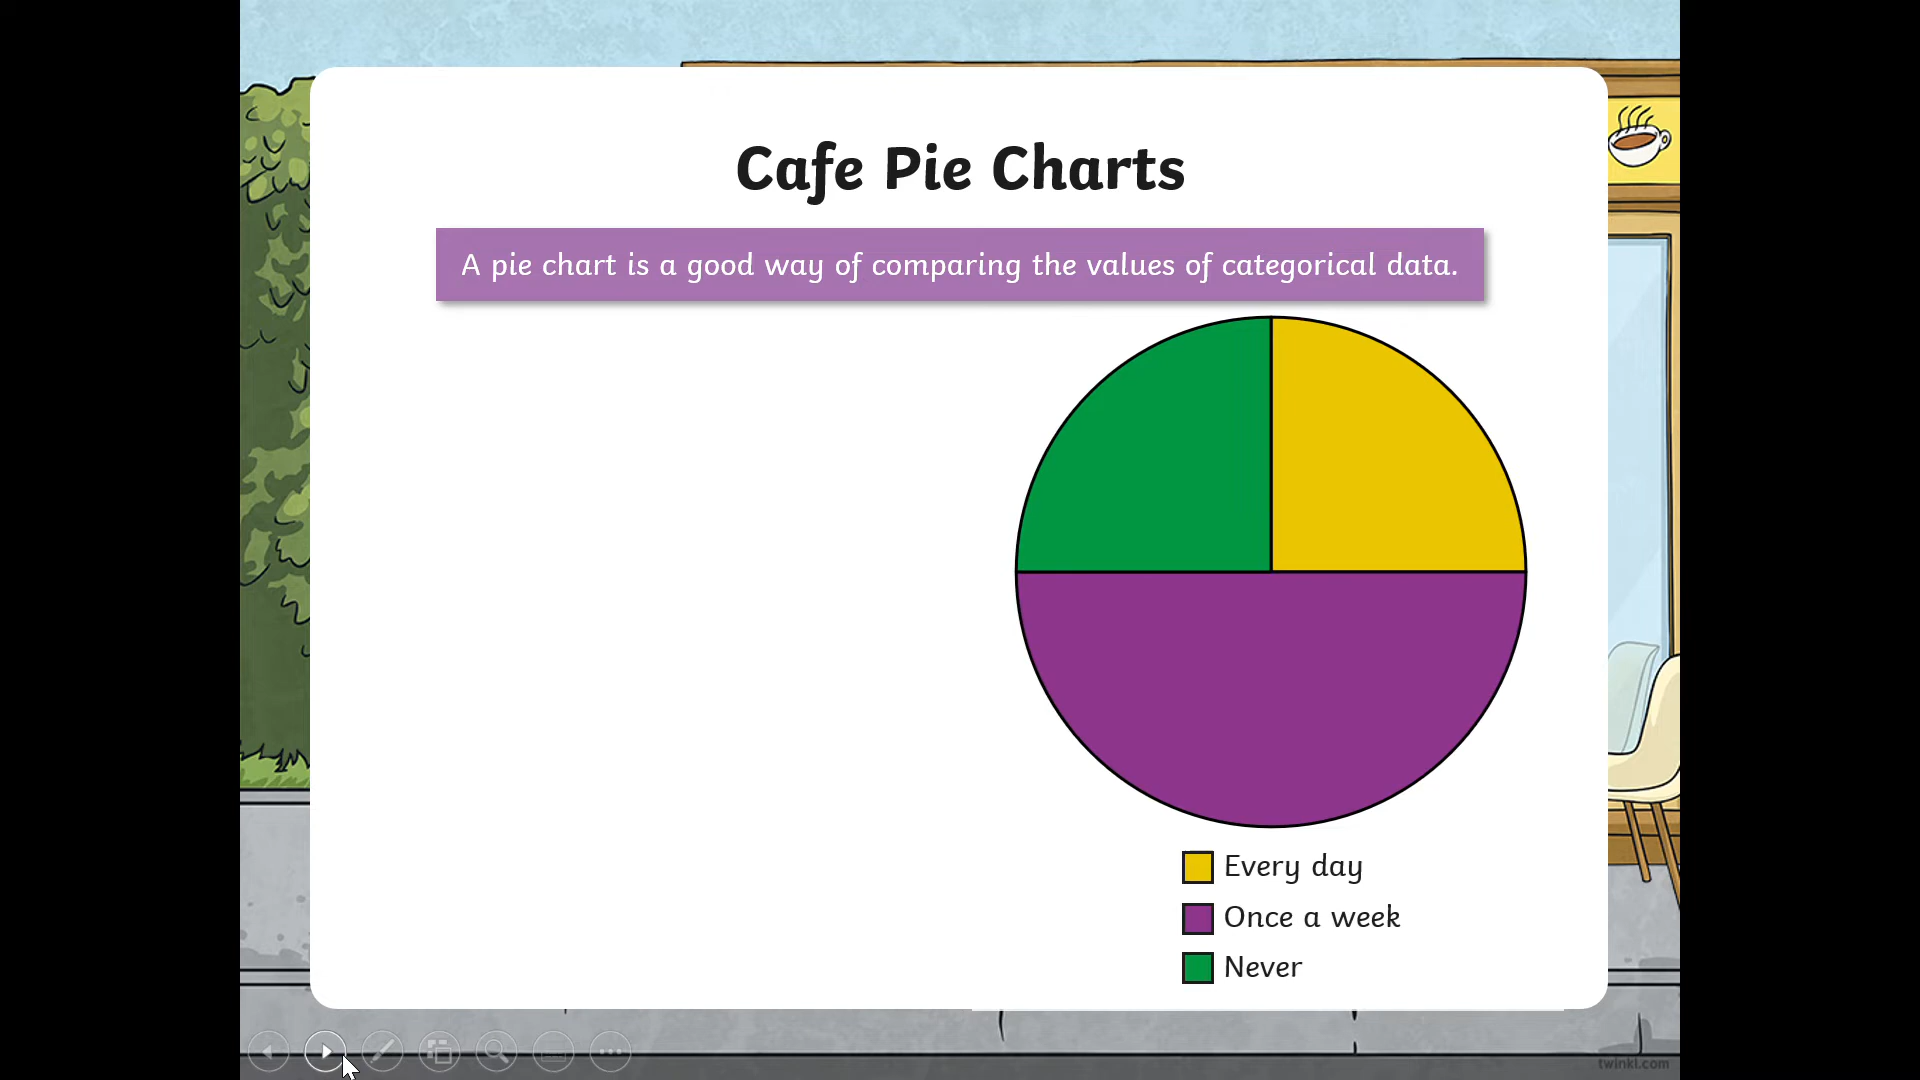 Cafe Pie Charts
A pie chart is a good way of comparing the values of categorical data.
Every day
Once a week
Never
twinkl.com